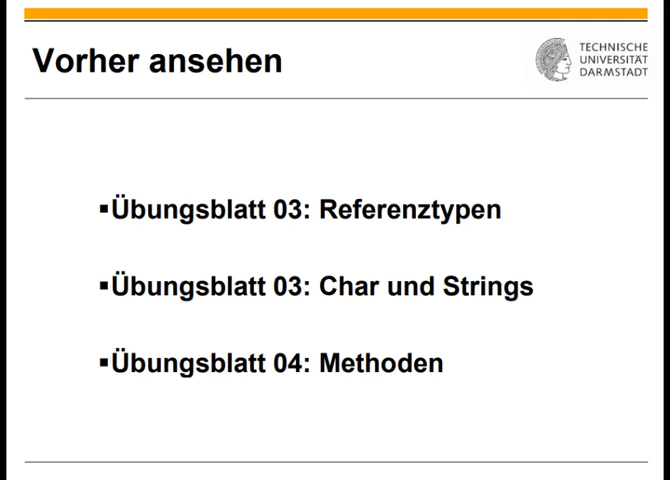 Vorher ansehen
TECHNISCHE
UNIVERSITÄT
DARMSTADT
▪Übungsblatt 03: Referenztypen
▪Übungsblatt 03: Char und Strings
▪Übungsblatt 04: Methoden